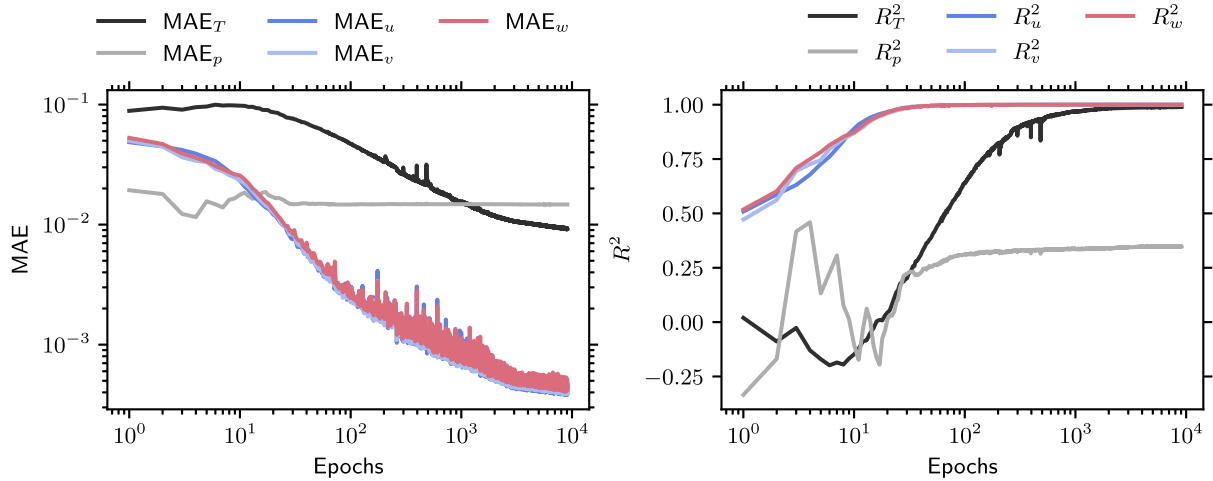 MAE_T MAE_u MAE_w
MAE_p MAE_v
10^{-1}
10^{-2}
10^{-3}
MAE
10^0 10^1 10^2 10^3 10^4
Epochs
R^2_T R^2_u R^2_w
R^2_p R^2_v
1.00
0.75
0.50
0.25
0.00
−0.25
R^2
10^0 10^1 10^2 10^3 10^4
Epochs